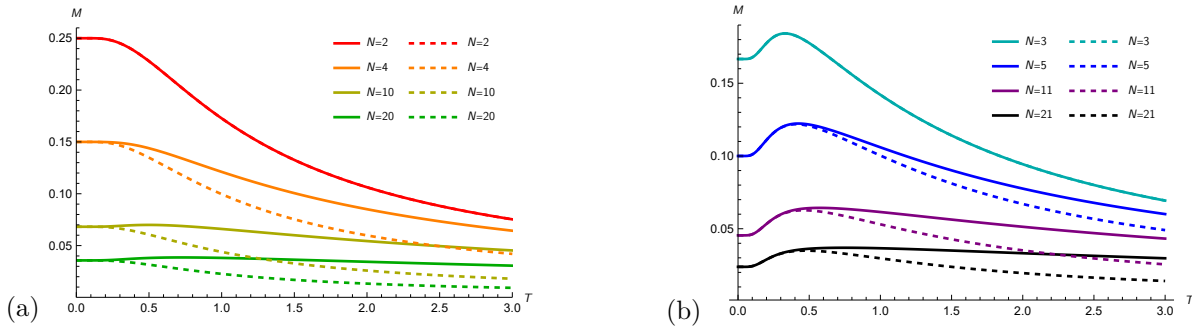 M
0.25
0.20
0.15
0.10
0.05
0.0 0.5 1.0 1.5 2.0 2.5 3.0
T
N=2 N=2
N=4 N=4
N=10 N=10
N=20 N=20
(a)
M
0.15
0.10
0.05
0.0 0.5 1.0 1.5 2.0 2.5 3.0
T
N=3 N=3
N=5 N=5
N=11 N=11
N=21 N=21
(b)